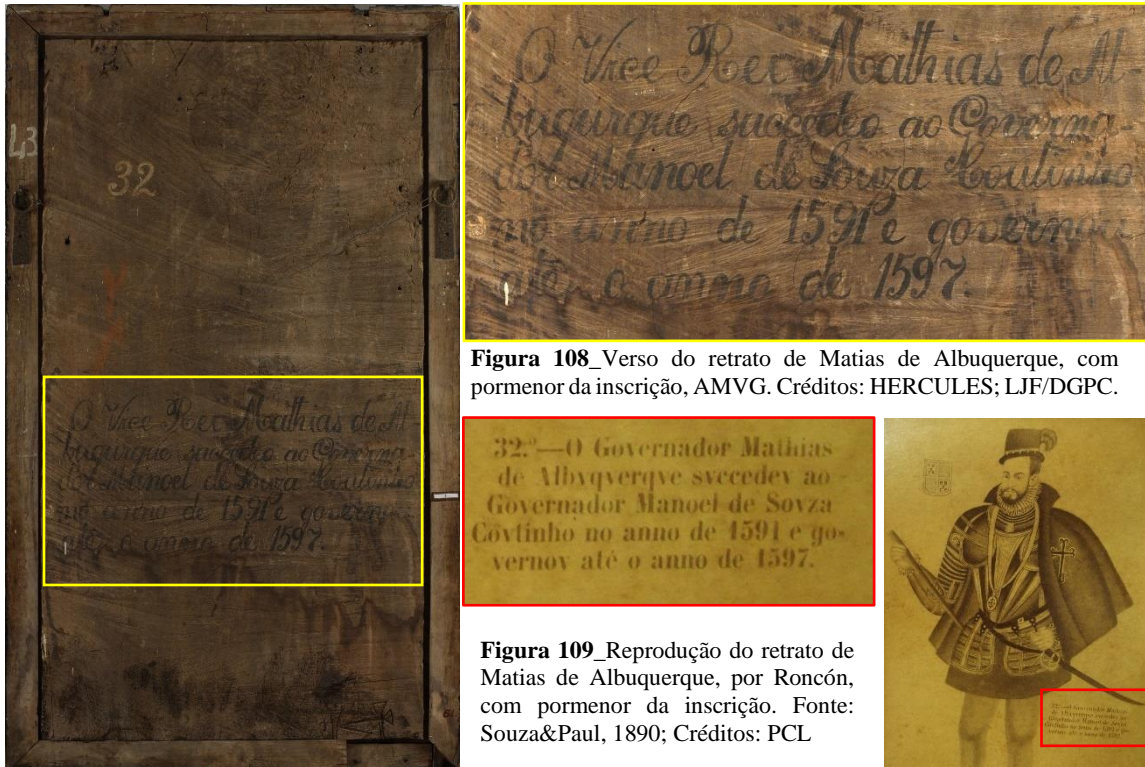 43
32
O Vice Rei Mathias de Al-
buqurque succedeo ao Governa-
dor Manoel de Souza Coutinho
no anno de 1591 e governou
até o anno de 1597.
O Vice Rei Mathias de Al-
buqurque succedeo ao Governa-
dor Manoel de Souza Coutinho
no anno de 1591 e governou
até o anno de 1597.
Figura 108_Verso do retrato de Matias de Albuquerque, com
pormenor da inscrição, AMVG. Créditos: HERCULES; LJF/DGPC.
32.º—O Governador Mathias
de Albvqverqve svccedev ao
Governador Manoel de Sovza
Covtinho no anno de 1591 e go-
vernov até o anno de 1597.
Figura 109_Reprodução do retrato de
Matias de Albuquerque, por Roncón,
com pormenor da inscrição. Fonte:
Souza&Paul, 1890; Créditos: PCL